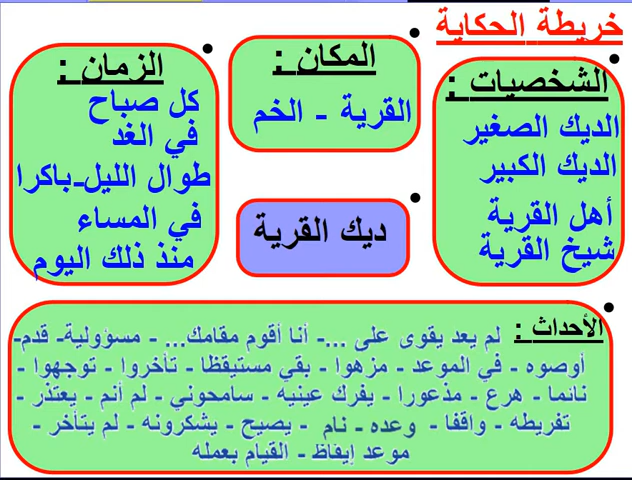 خريطة الحكاية
الشخصيات :
الديك الصغير
الديك الكبير
أهل القرية
شيخ القرية
المكان :
القرية - الخم
الزمان :
كل صباح
في الغد
طوال الليل-باكرا
في المساء
منذ ذلك اليوم
ديك القرية
الأحداث : لم يعد يقوى على ...- أنا أقوم مقامك... - مسؤولية- قدم-
أوصوه - في الموعد - مزهوا - بقي مستيقظا - تأخروا - توجهوا -
نائما - هرع - مذعورا - يفرك عينيه - سامحوني - لم أنم - يعتذر -
تفريطه - واقفا - وعده - نام - يصيح - يشكرونه - لم يتأخر -
موعد إيفاظ - القيام بعمله